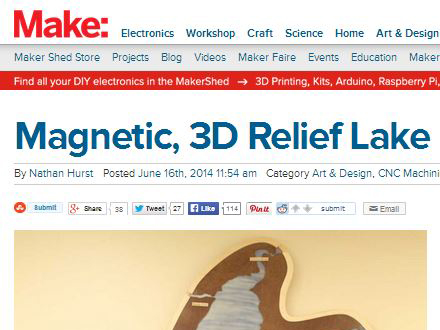 Make:
Electronics Workshop Craft Science Home Art & Design
Maker Shed Store Projects Blog Videos Maker Faire Events Education Maker
Find all your DIY electronics in the MakerShed → 3D Printing, Kits, Arduino, Raspberry Pi,
Magnetic, 3D Relief Lake
By Nathan Hurst Posted June 16th, 2014 11:54 am Category Art & Design, CNC Machini
Submit Share 38 Tweet 27 Like 114 Pin it submit Email